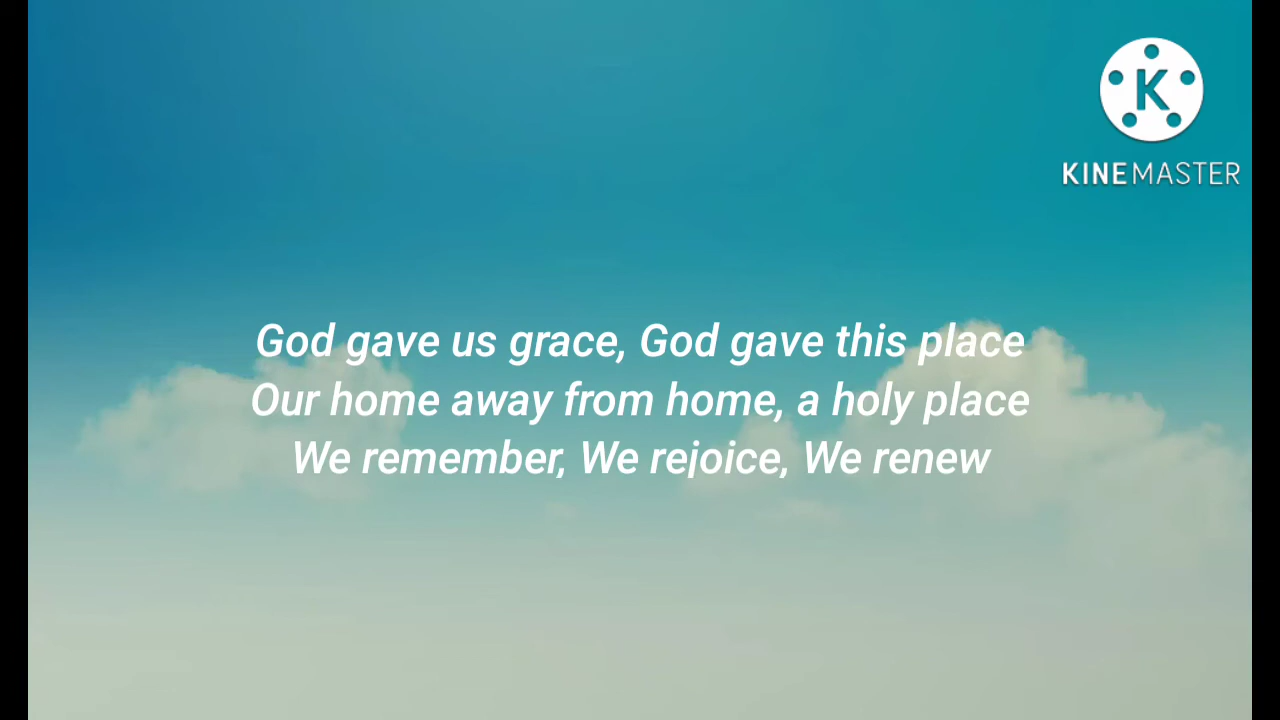 K
KINEMASTER
God gave us grace, God gave this place
Our home away from home, a holy place
We remember, We rejoice, We renew